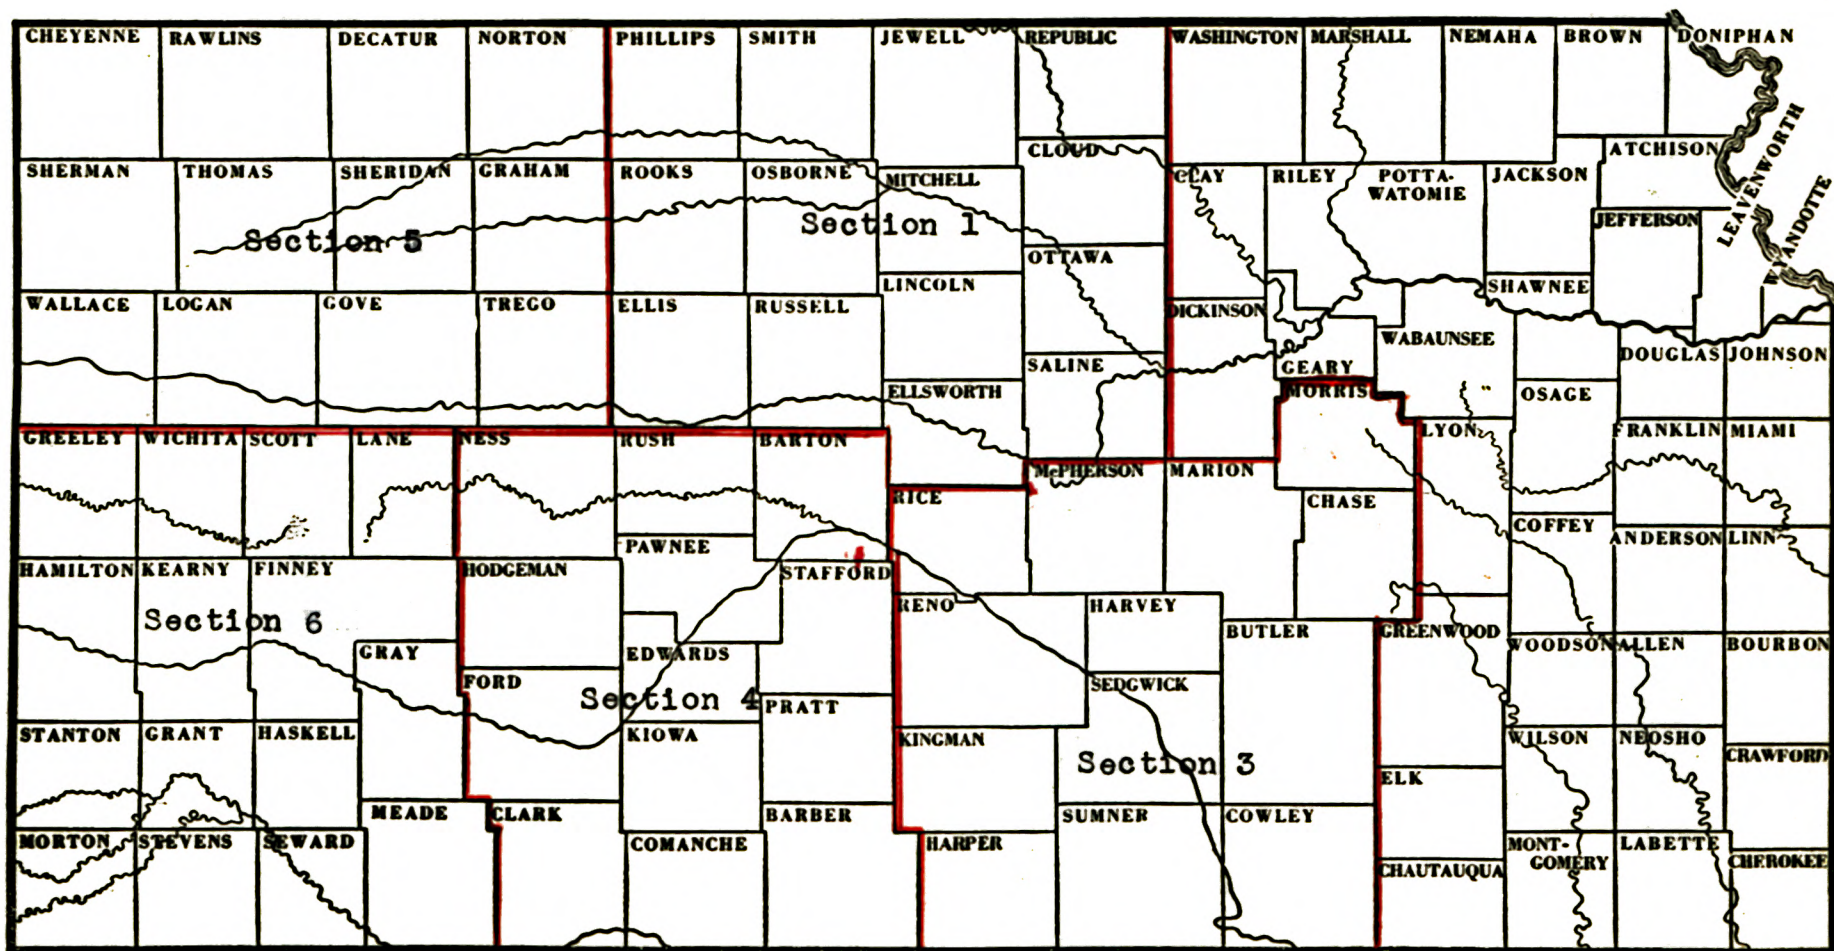 CHEYENNE RAWLINS DECATUR NORTON PHILLIPS SMITH JEWELL REPUBLIC WASHINGTON MARSHALL NEMAHA BROWN DONIPHAN
SHERMAN THOMAS SHERIDAN GRAHAM ROOKS OSBORNE MITCHELL CLOUD CLAY RILEY POTTA-
WATOMIE JACKSON ATCHISON
LEAVENWORTH
WYANDOTTE
JEFFERSON
Section 5 Section 1
OTTAWA
LINCOLN SHAWNEE
WALLACE LOGAN GOVE TREGO ELLIS RUSSELL DICKINSON
WABAUNSEE
SALINE GEARY DOUGLAS JOHNSON
ELLSWORTH MORRIS OSAGE
GREELEY WICHITA SCOTT LANE NESS RUSH BARTON LYON FRANKLIN MIAMI
McPHERSON MARION
RICE CHASE
COFFEY
PAWNEE ANDERSON LINN
HAMILTON KEARNY FINNEY HODGEMAN STAFFORD
RENO HARVEY
Section 6
BUTLER GREENWOOD
GRAY EDWARDS WOODSON ALLEN BOURBON
FORD SEDGWICK
Section 4 PRATT
STANTON GRANT HASKELL KIOWA KINGMAN WILSON NEOSHO
CRAWFORD
Section 3
ELK
MEADE CLARK BARBER SUMNER COWLEY
MORTON STEVENS SEWARD COMANCHE HARPER MONT-
GOMERY LABETTE
CHEROKEE
CHAUTAUQUA